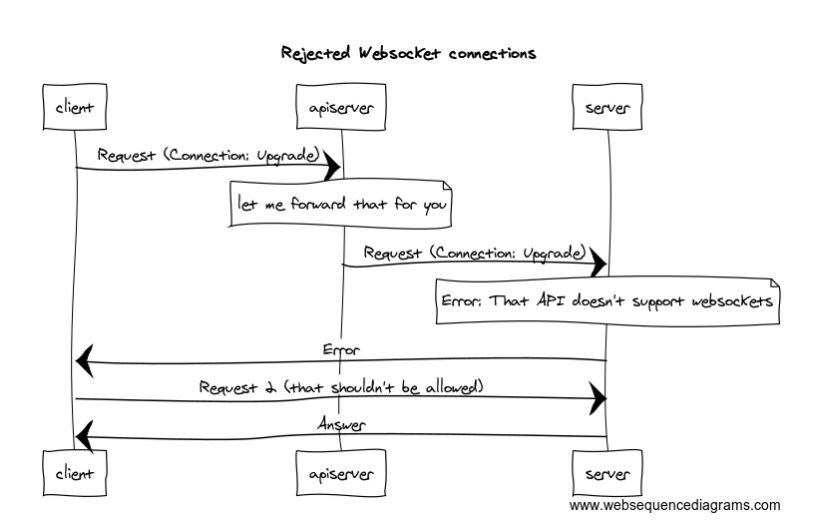 Rejected Websocket connections
client
apiserver
server
Request (Connection: Upgrade)
let me forward that for you
Request (Connection: Upgrade)
Error: That API doesn't support websockets
Error
Request 2 (that shouldn't be allowed)
Answer
client
apiserver
server
www.websequencediagrams.com